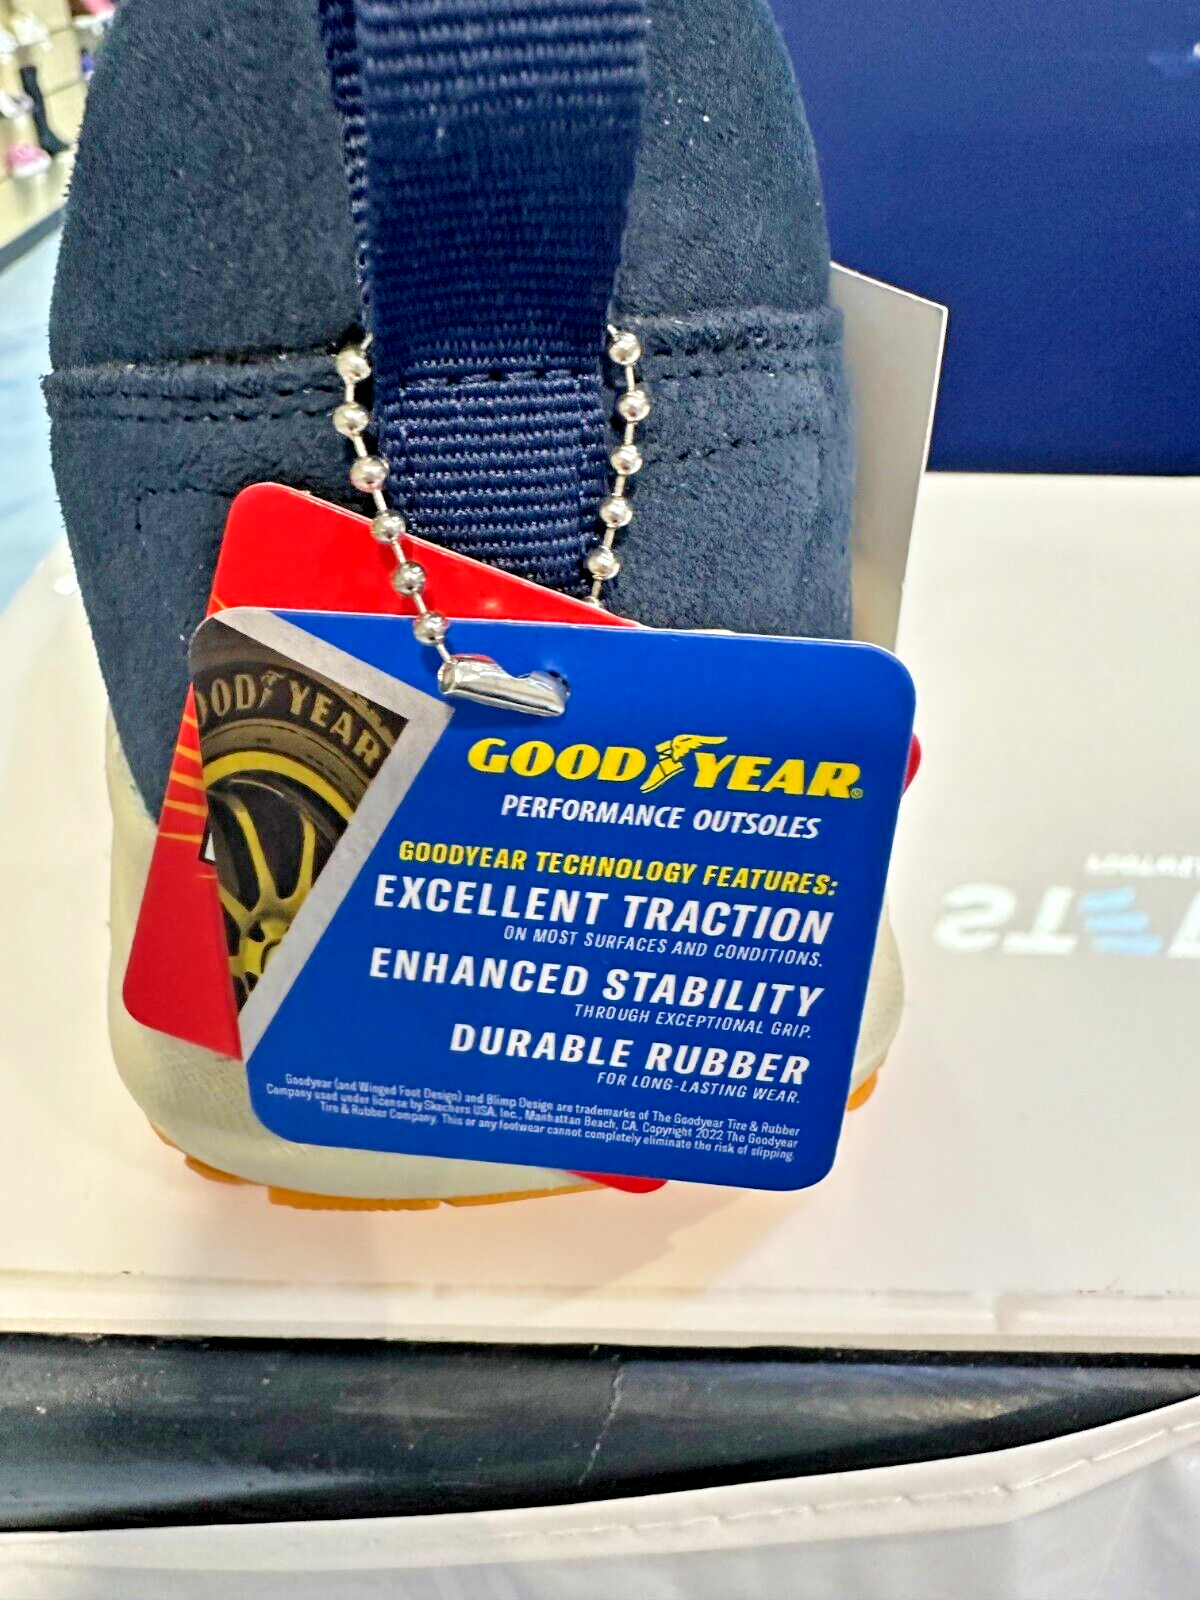 OODYEAR
GOODYEAR®
PERFORMANCE OUTSOLES
GOODYEAR TECHNOLOGY FEATURES:
EXCELLENT TRACTION
ON MOST SURFACES AND CONDITIONS.
ENHANCED STABILITY
THROUGH EXCEPTIONAL GRIP.
DURABLE RUBBER
FOR LONG-LASTING WEAR.
Goodyear (and Winged Foot Design) and Blimp Design are trademarks of The Goodyear Tire & Rubber
Company used under license by Skechers USA, Inc., Manhattan Beach, CA. Copyright 2022 The Goodyear
Tire & Rubber Company. This or any footwear cannot completely eliminate the risk of slipping.